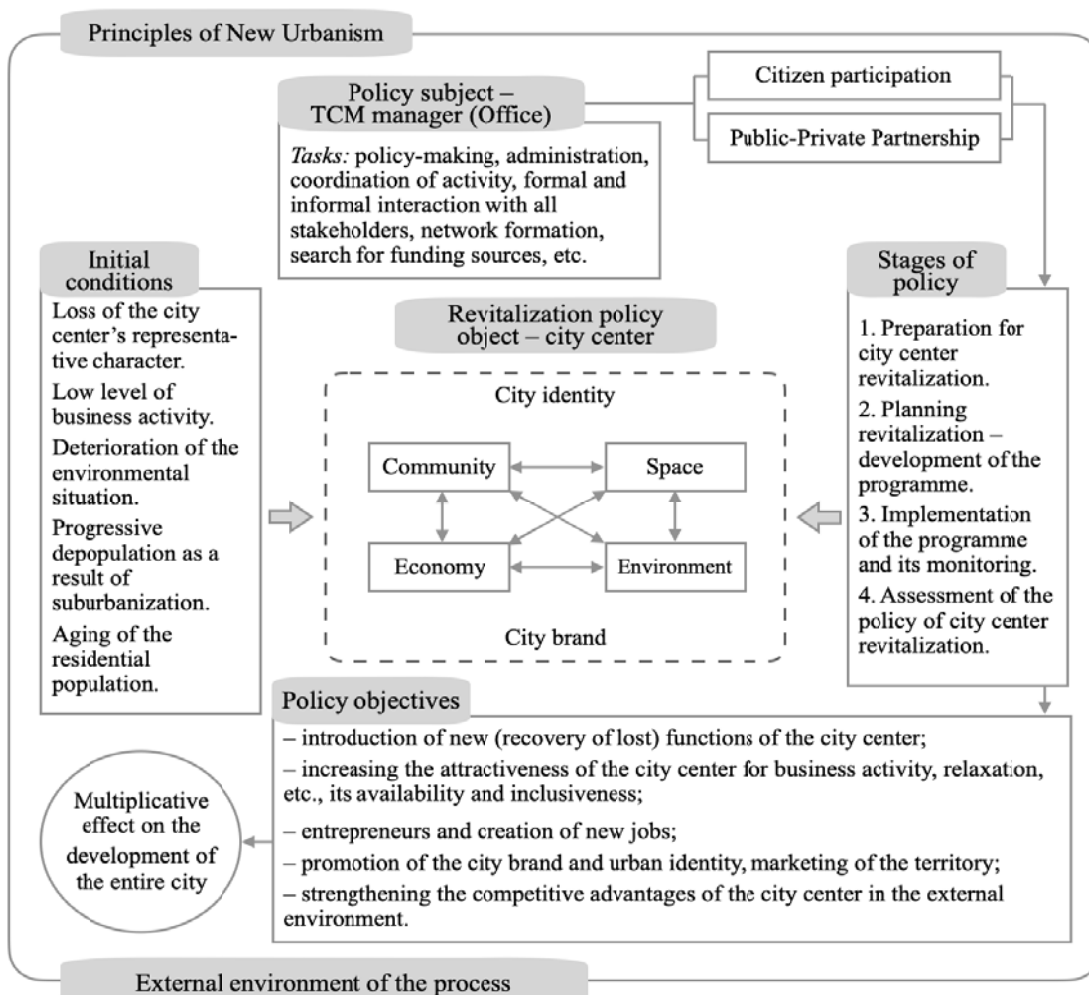 Principles of New Urbanism
Policy subject –
TCM manager (Office)
Tasks: policy-making, administration,
coordination of activity, formal and
informal interaction with all
stakeholders, network formation,
search for funding sources, etc.
Citizen participation
Public-Private Partnership
Initial
conditions
Loss of the city
center’s representa-
tive character.
Low level of
business activity.
Deterioration of the
environmental
situation.
Progressive
depopulation as a
result of
suburbanization.
Aging of the
residential
population.
Revitalization policy
object – city center
City identity
Community
Space
Economy
Environment
City brand
Stages of
policy
1. Preparation for
city center
revitalization.
2. Planning
revitalization –
development of the
programme.
3. Implementation
of the programme
and its monitoring.
4. Assessment of the
policy of city center
revitalization.
Policy objectives
– introduction of new (recovery of lost) functions of the city center;
– increasing the attractiveness of the city center for business activity, relaxation,
etc., its availability and inclusiveness;
– entrepreneurs and creation of new jobs;
– promotion of the city brand and urban identity, marketing of the territory;
– strengthening the competitive advantages of the city center in the external
environment.
Multiplicative
effect on the
development of
the entire city
External environment of the process